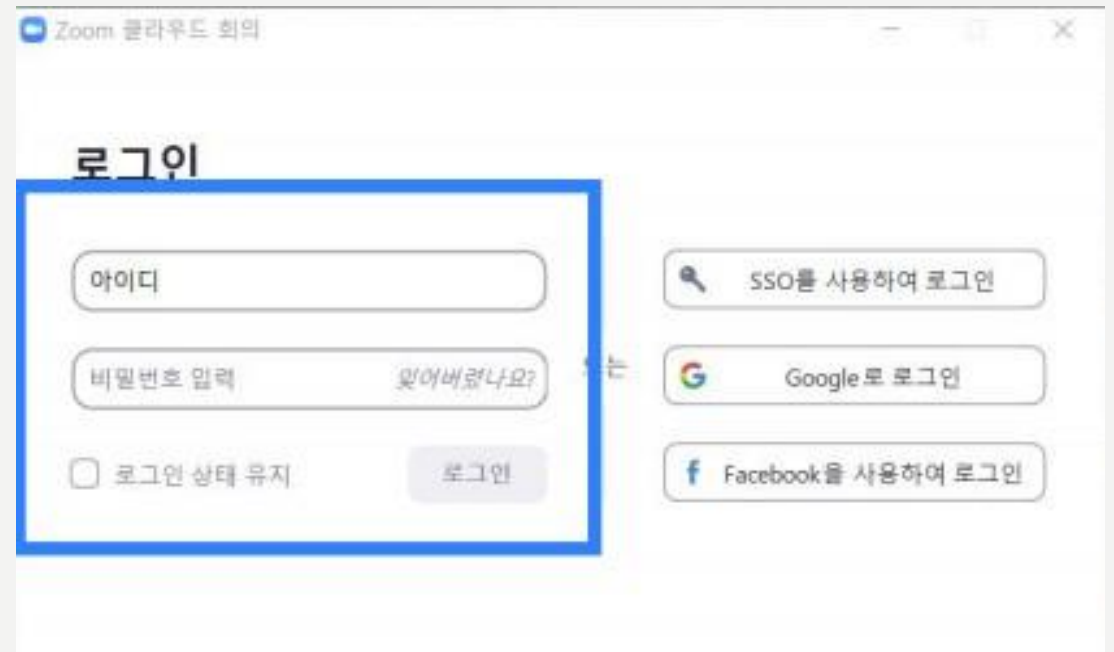 Zoom 클라우드 회의
로그인
아이디
비밀번호 입력
잊어버렸나요?
로그인 상태 유지
로그인
SSO를 사용하여 로그인
Google로 로그인
Facebook을 사용하여 로그인